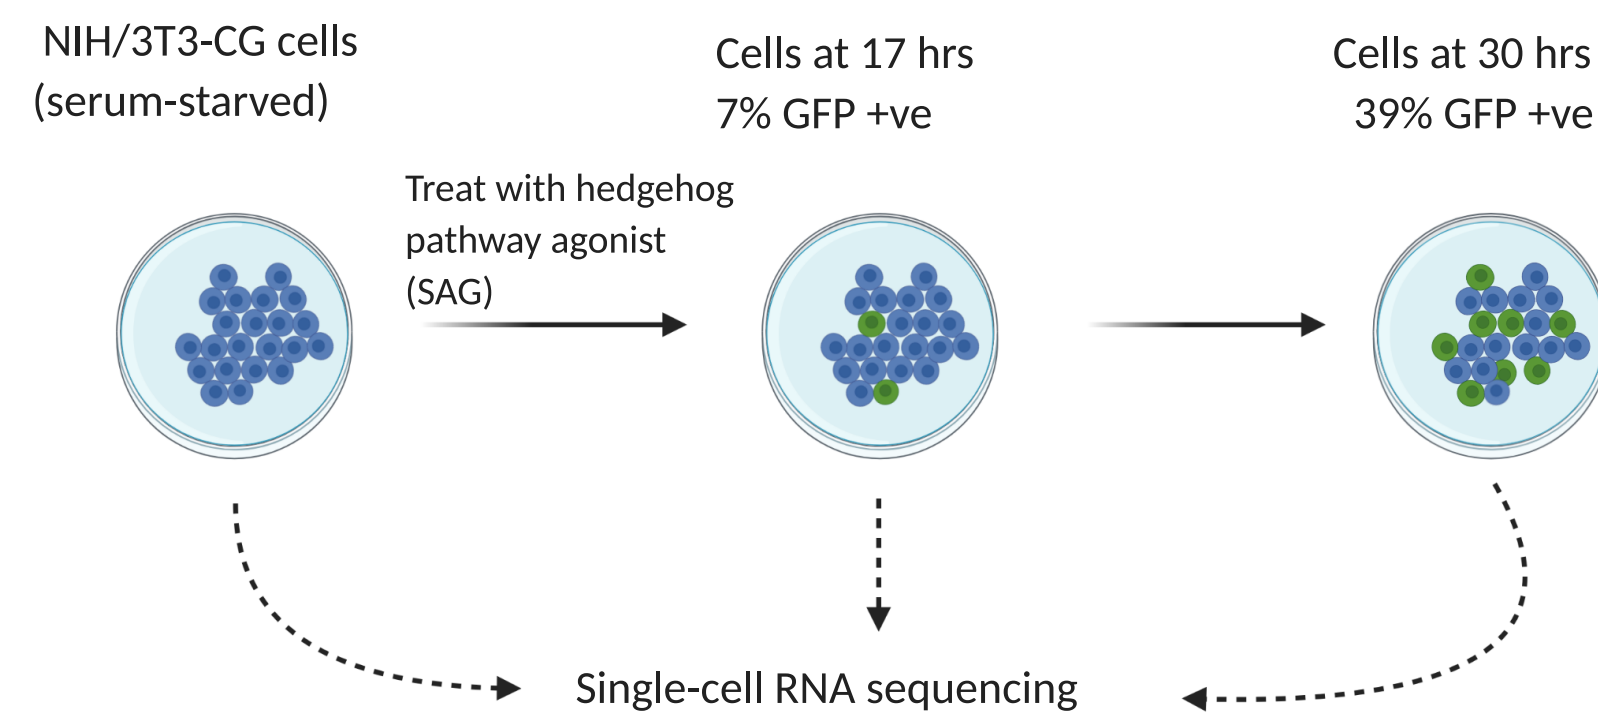 NIH/3T3-CG cells
(serum-starved)
Treat with hedgehog
pathway agonist
(SAG)
Cells at 17 hrs
7% GFP +ve
Cells at 30 hrs
39% GFP +ve
Single-cell RNA sequencing